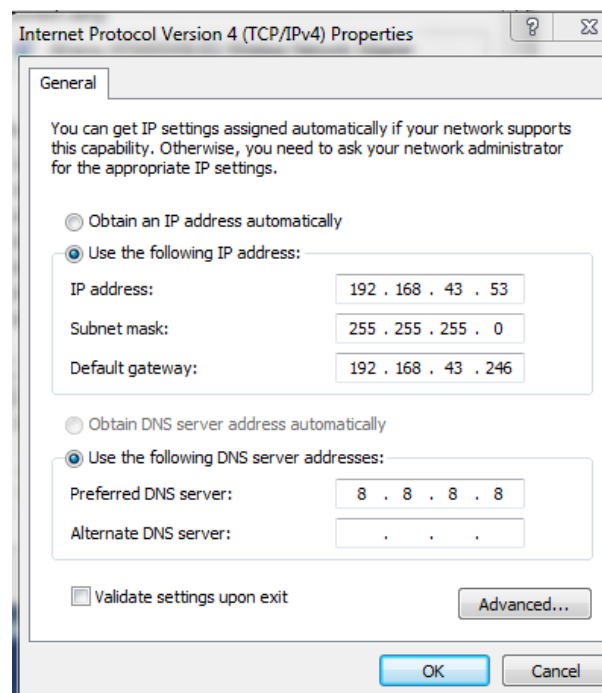 Internet Protocol Version 4 (TCP/IPv4) Properties
?
General
You can get IP settings assigned automatically if your network supports
this capability. Otherwise, you need to ask your network administrator
for the appropriate IP settings.
Obtain an IP address automatically
Use the following IP address:
IP address: 192 . 168 . 43 . 53
Subnet mask: 255 . 255 . 255 . 0
Default gateway: 192 . 168 . 43 . 246
Obtain DNS server address automatically
Use the following DNS server addresses:
Preferred DNS server: 8 . 8 . 8 . 8
Alternate DNS server: . . .
Validate settings upon exit
Advanced...
OK Cancel